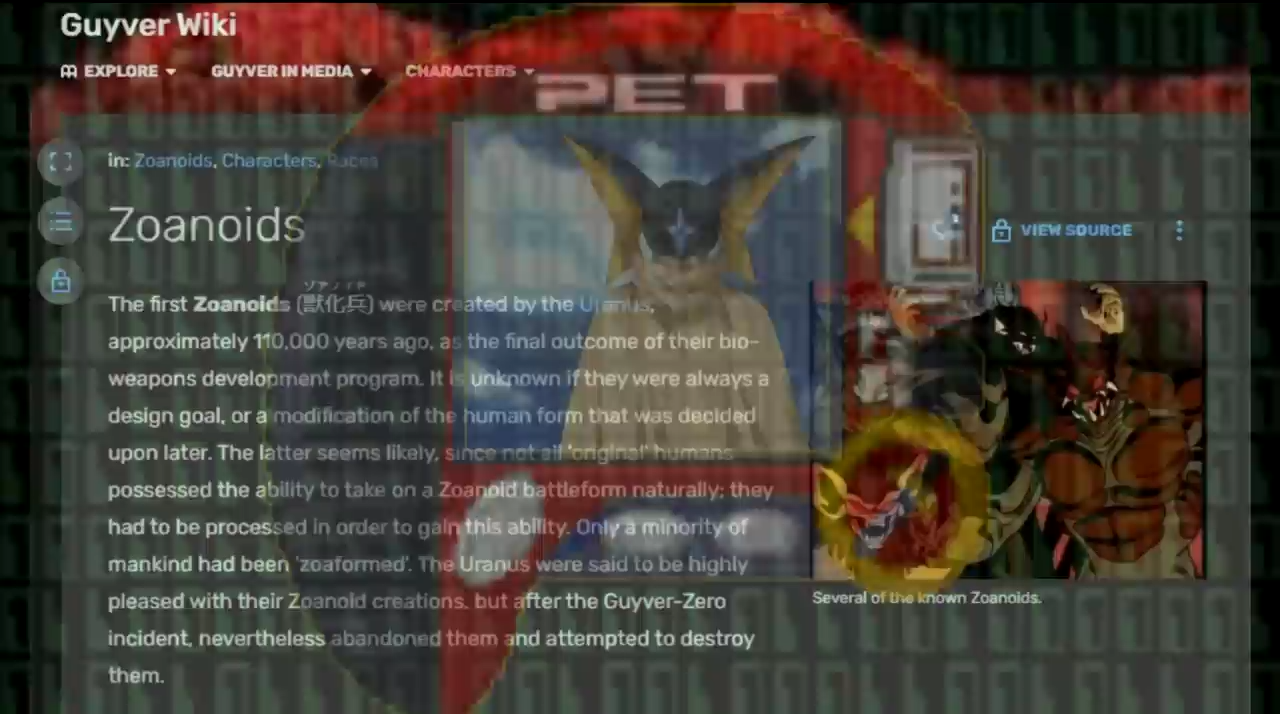 Guyver Wiki
EXPLORE GUYVER IN MEDIA CHARACTERS
PET
in: Zoanoids, Characters, Races
Zoanoids
VIEW SOURCE
ゾアノイド
The first Zoanoids (獣化兵) were created by the Uranus,
approximately 110,000 years ago, as the final outcome of their bio-
weapons development program. It is unknown if they were always a
design goal, or a modification of the human form that was decided
upon later. The latter seems likely, since not all 'original' humans
possessed the ability to take on a Zoanoid battleform naturally; they
had to be processed in order to gain this ability. Only a minority of
mankind had been 'zoaformed'. The Uranus were said to be highly
pleased with their Zoanoid creations, but after the Guyver-Zero
incident, nevertheless abandoned them and attempted to destroy
them.
Several of the known Zoanoids.